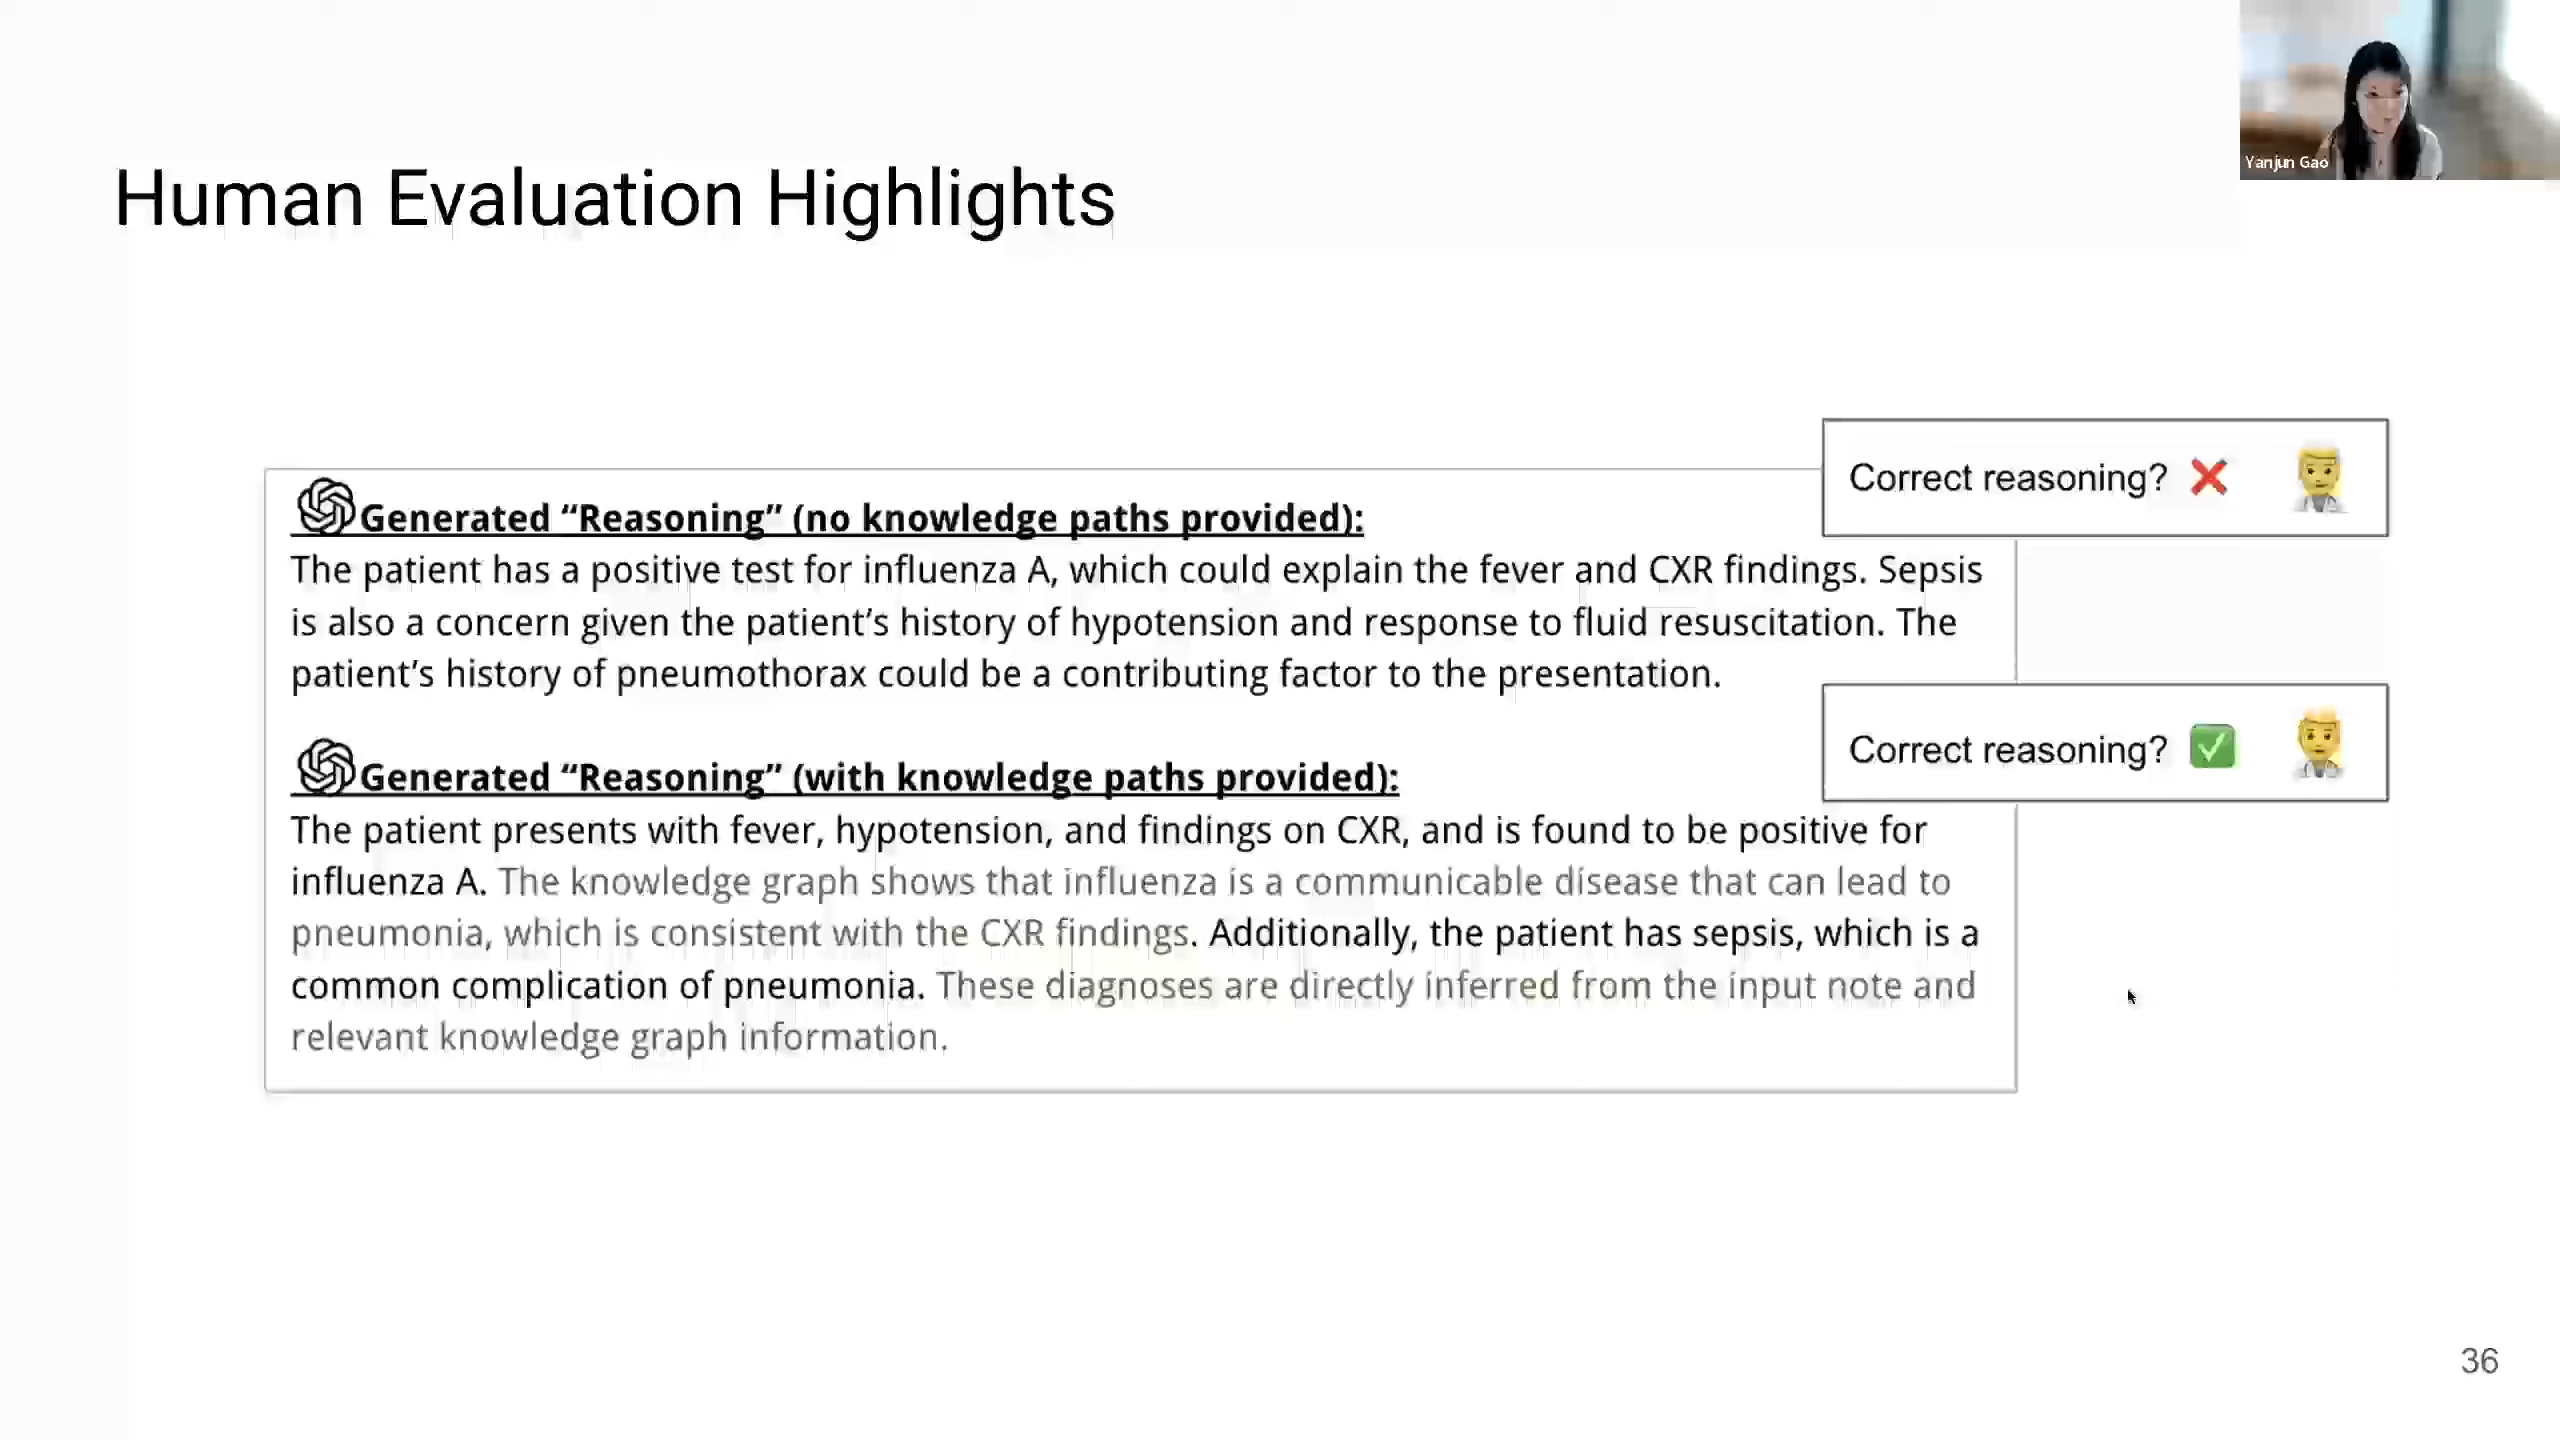 Yanjun Gao
Human Evaluation Highlights
Correct reasoning?
Generated “Reasoning” (no knowledge paths provided):
The patient has a positive test for influenza A, which could explain the fever and CXR findings. Sepsis
is also a concern given the patient’s history of hypotension and response to fluid resuscitation. The
patient’s history of pneumothorax could be a contributing factor to the presentation.
Correct reasoning?
Generated “Reasoning” (with knowledge paths provided):
The patient presents with fever, hypotension, and findings on CXR, and is found to be positive for
influenza A. The knowledge graph shows that influenza is a communicable disease that can lead to
pneumonia, which is consistent with the CXR findings. Additionally, the patient has sepsis, which is a
common complication of pneumonia. These diagnoses are directly inferred from the input note and
relevant knowledge graph information.
36